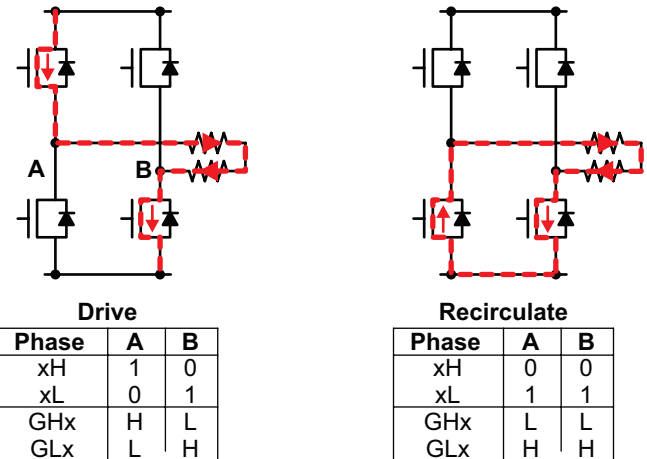 A B
Drive
Phase A B
xH 1 0
xL 0 1
GHx H L
GLx L H
Recirculate
Phase A B
xH 0 0
xL 1 1
GHx L L
GLx H H